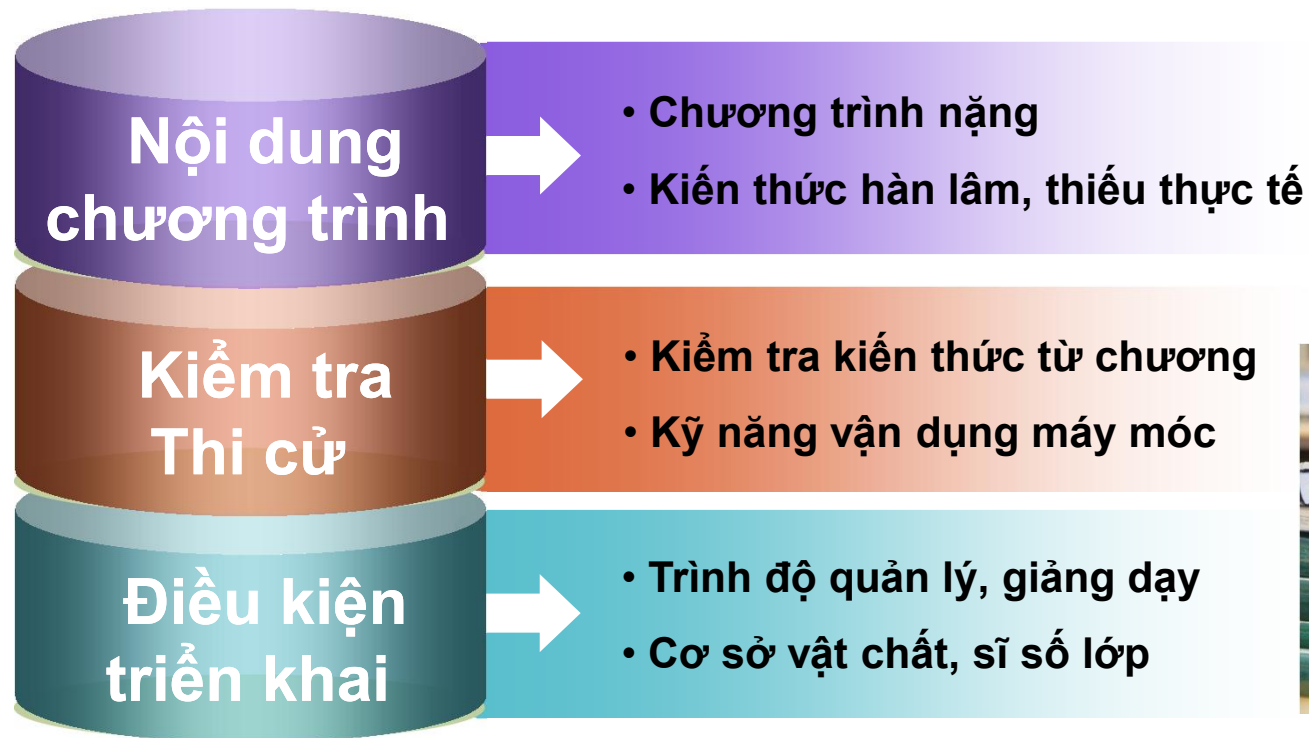 Nội dung
chương trình
• Chương trình nặng
• Kiến thức hàn lâm, thiếu thực tế
Kiểm tra
Thi cử
• Kiểm tra kiến thức từ chương
• Kỹ năng vận dụng máy móc
Điều kiện
triển khai
• Trình độ quản lý, giảng dạy
• Cơ sở vật chất, sĩ số lớp